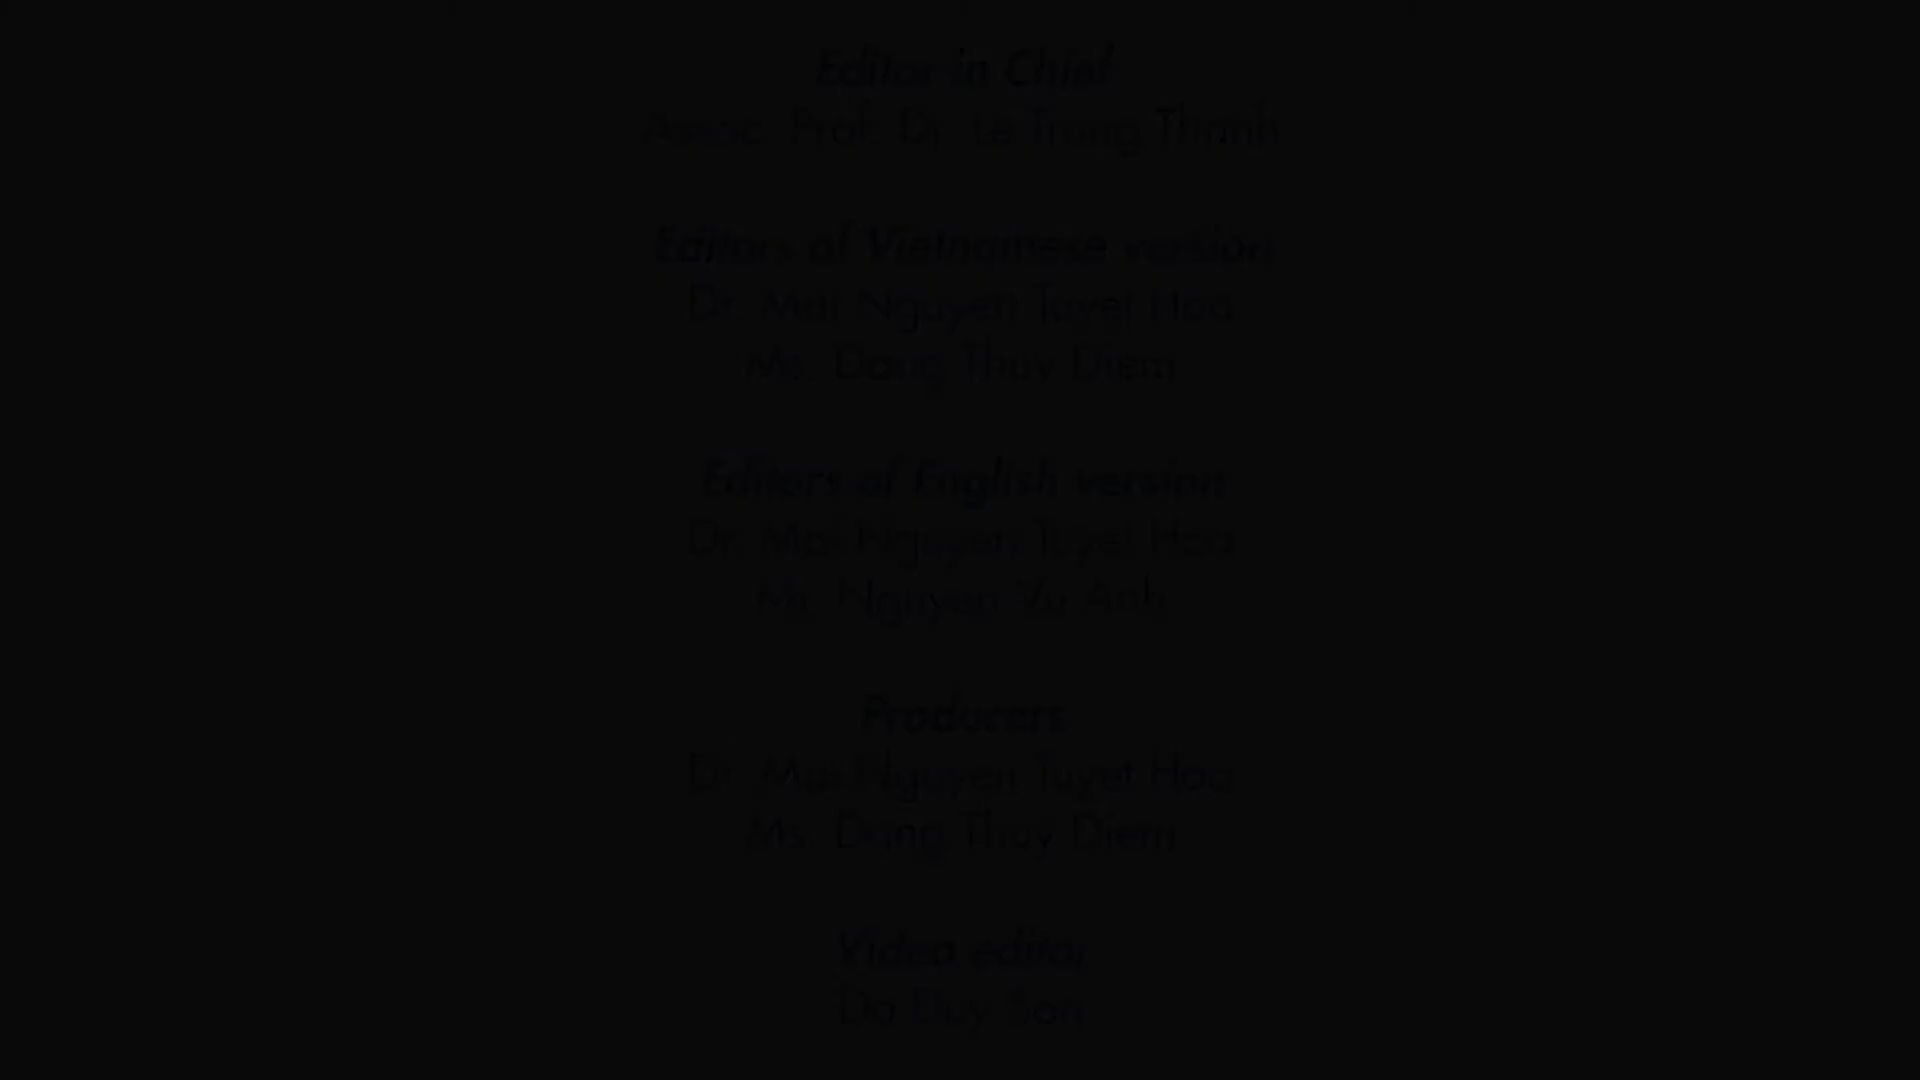 Editor in Chief
Assoc. Prof. Dr. Le Trung Thanh
Editors of Vietnamese version
Dr. Mai Nguyen Tuyet Hoa
Ms. Dang Thuy Diem
Editors of English version
Dr. Mai Nguyen Tuyet Hoa
Mr. Nguyen Vu Anh
Producers
Dr. Mai Nguyen Tuyet Hoa
Ms. Dang Thuy Diem
Video editor
Do Duy Son